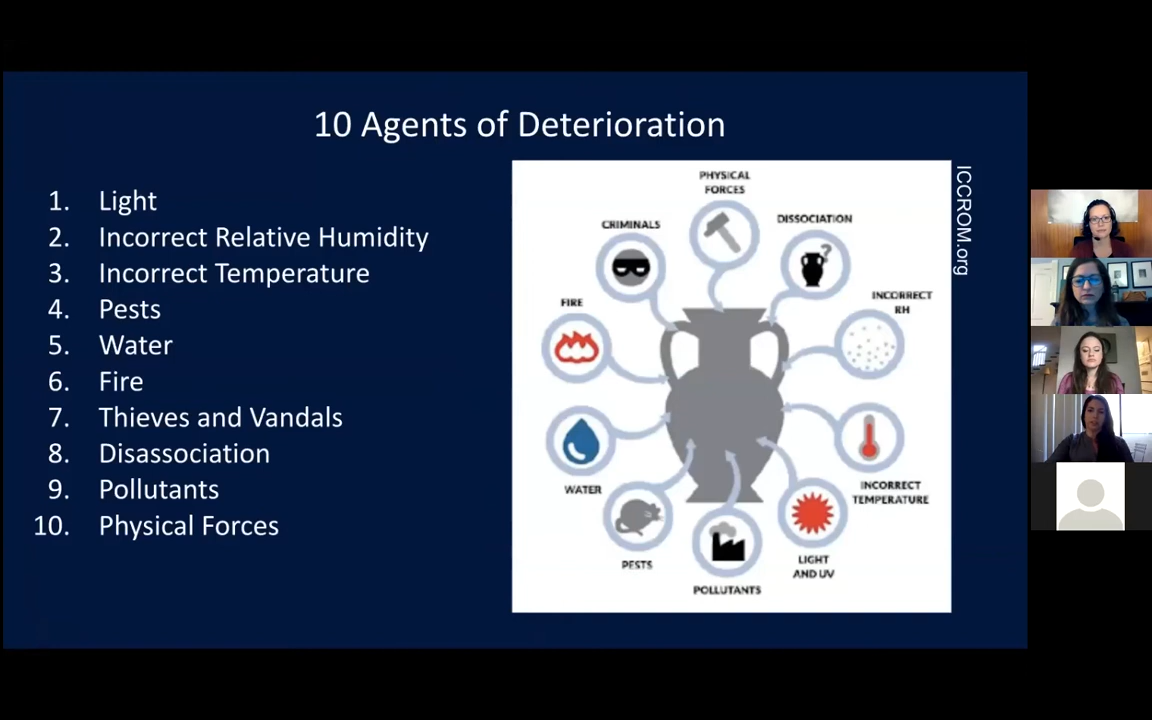 10 Agents of Deterioration
1. Light
2. Incorrect Relative Humidity
3. Incorrect Temperature
4. Pests
5. Water
6. Fire
7. Thieves and Vandals
8. Disassociation
9. Pollutants
10. Physical Forces
PHYSICAL
FORCES
DISSOCIATION
?
INCORRECT
RH
INCORRECT
TEMPERATURE
LIGHT
AND UV
POLLUTANTS
PESTS
WATER
FIRE
CRIMINALS
ICCROM.org